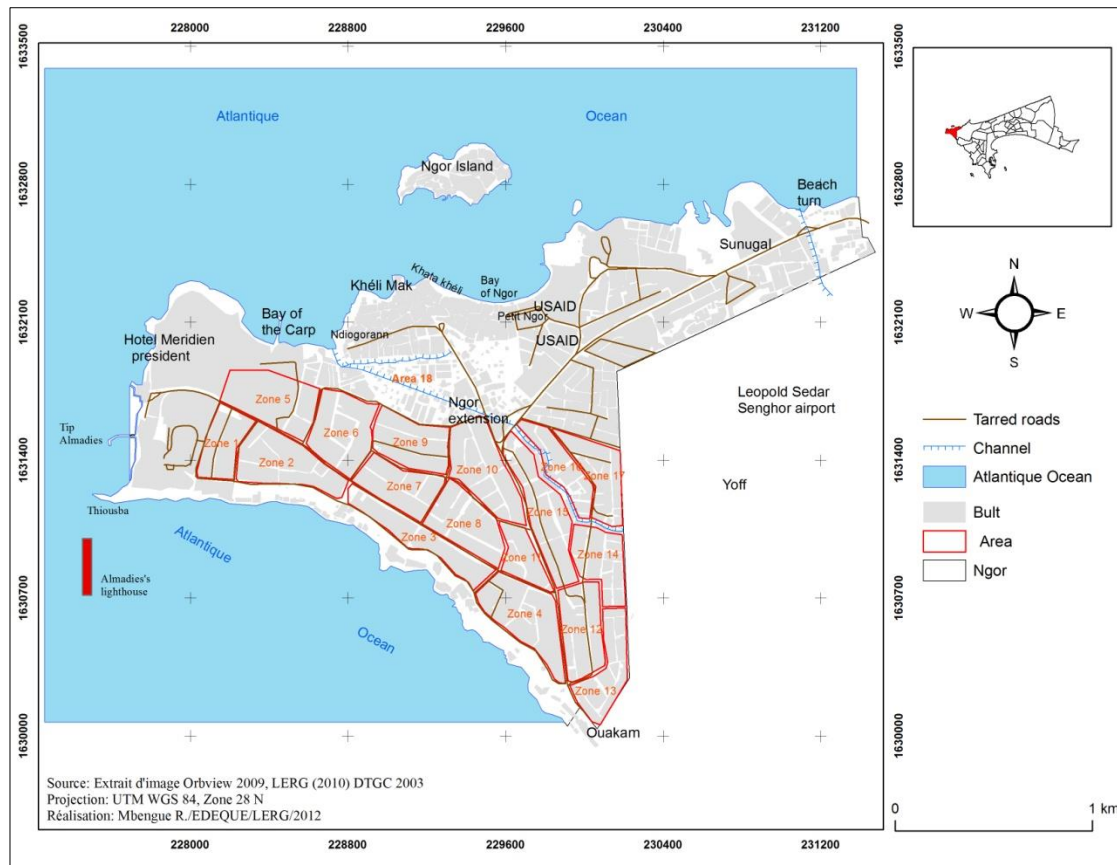 228000 228800 229600 230400 231200
1633500
1633500
Atlantique
Ocean
Ngor Island
1632800
1632800
Beach
turn
Sunugal
Khéli Mak
Khata khéli
Bay
of Ngor
USAID
Petit Ngor
USAID
1632100
1632100
Bay of
the Carp
Ndiogorann
Hotel Meridien
president
Area 18
Ngor
extension
Leopold Sedar
Senghor airport
Zone 5
Zone 1
Zone 6
Zone 9
Zone 2
Zone 10
Zone 16
Zone 17
Zone 7
Zone 15
Zone 8
Zone 3
Zone 14
Zone 11
Zone 4
Zone 12
Zone 13
Tip
Almadies
1631400
1631400
Yoff
Thiousba
Atlantique
Ocean
Almadies's
lighthouse
1630700
1630700
Ouakam
1630000
1630000
Source: Extrait d'image Orbview 2009, LERG (2010) DTGC 2003
Projection: UTM WGS 84, Zone 28 N
Réalisation: Mbengue R./EDEQUE/LERG/2012
228000 228800 229600 230400 231200
N
W E
S
Tarred roads
Channel
Atlantique Ocean
Bult
Area
Ngor
0 1 km